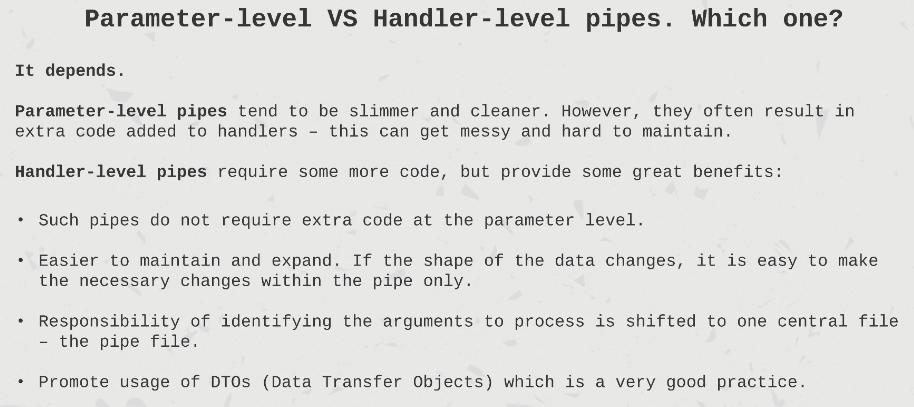 Parameter-level VS Handler-level pipes. Which one?
It depends.
Parameter-level pipes tend to be slimmer and cleaner. However, they often result in
extra code added to handlers – this can get messy and hard to maintain.
Handler-level pipes require some more code, but provide some great benefits:
• Such pipes do not require extra code at the parameter level.
• Easier to maintain and expand. If the shape of the data changes, it is easy to make
the necessary changes within the pipe only.
• Responsibility of identifying the arguments to process is shifted to one central file
– the pipe file.
• Promote usage of DTOs (Data Transfer Objects) which is a very good practice.